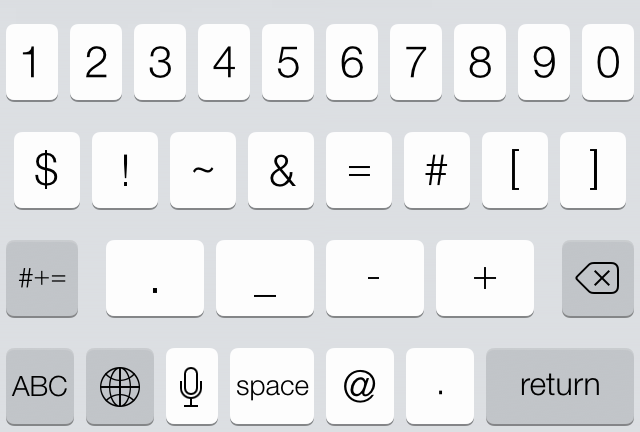 1 2 3 4 5 6 7 8 9 0
$ ! ~ & = # [ ]
#+= . _ - +
ABC space @ . return